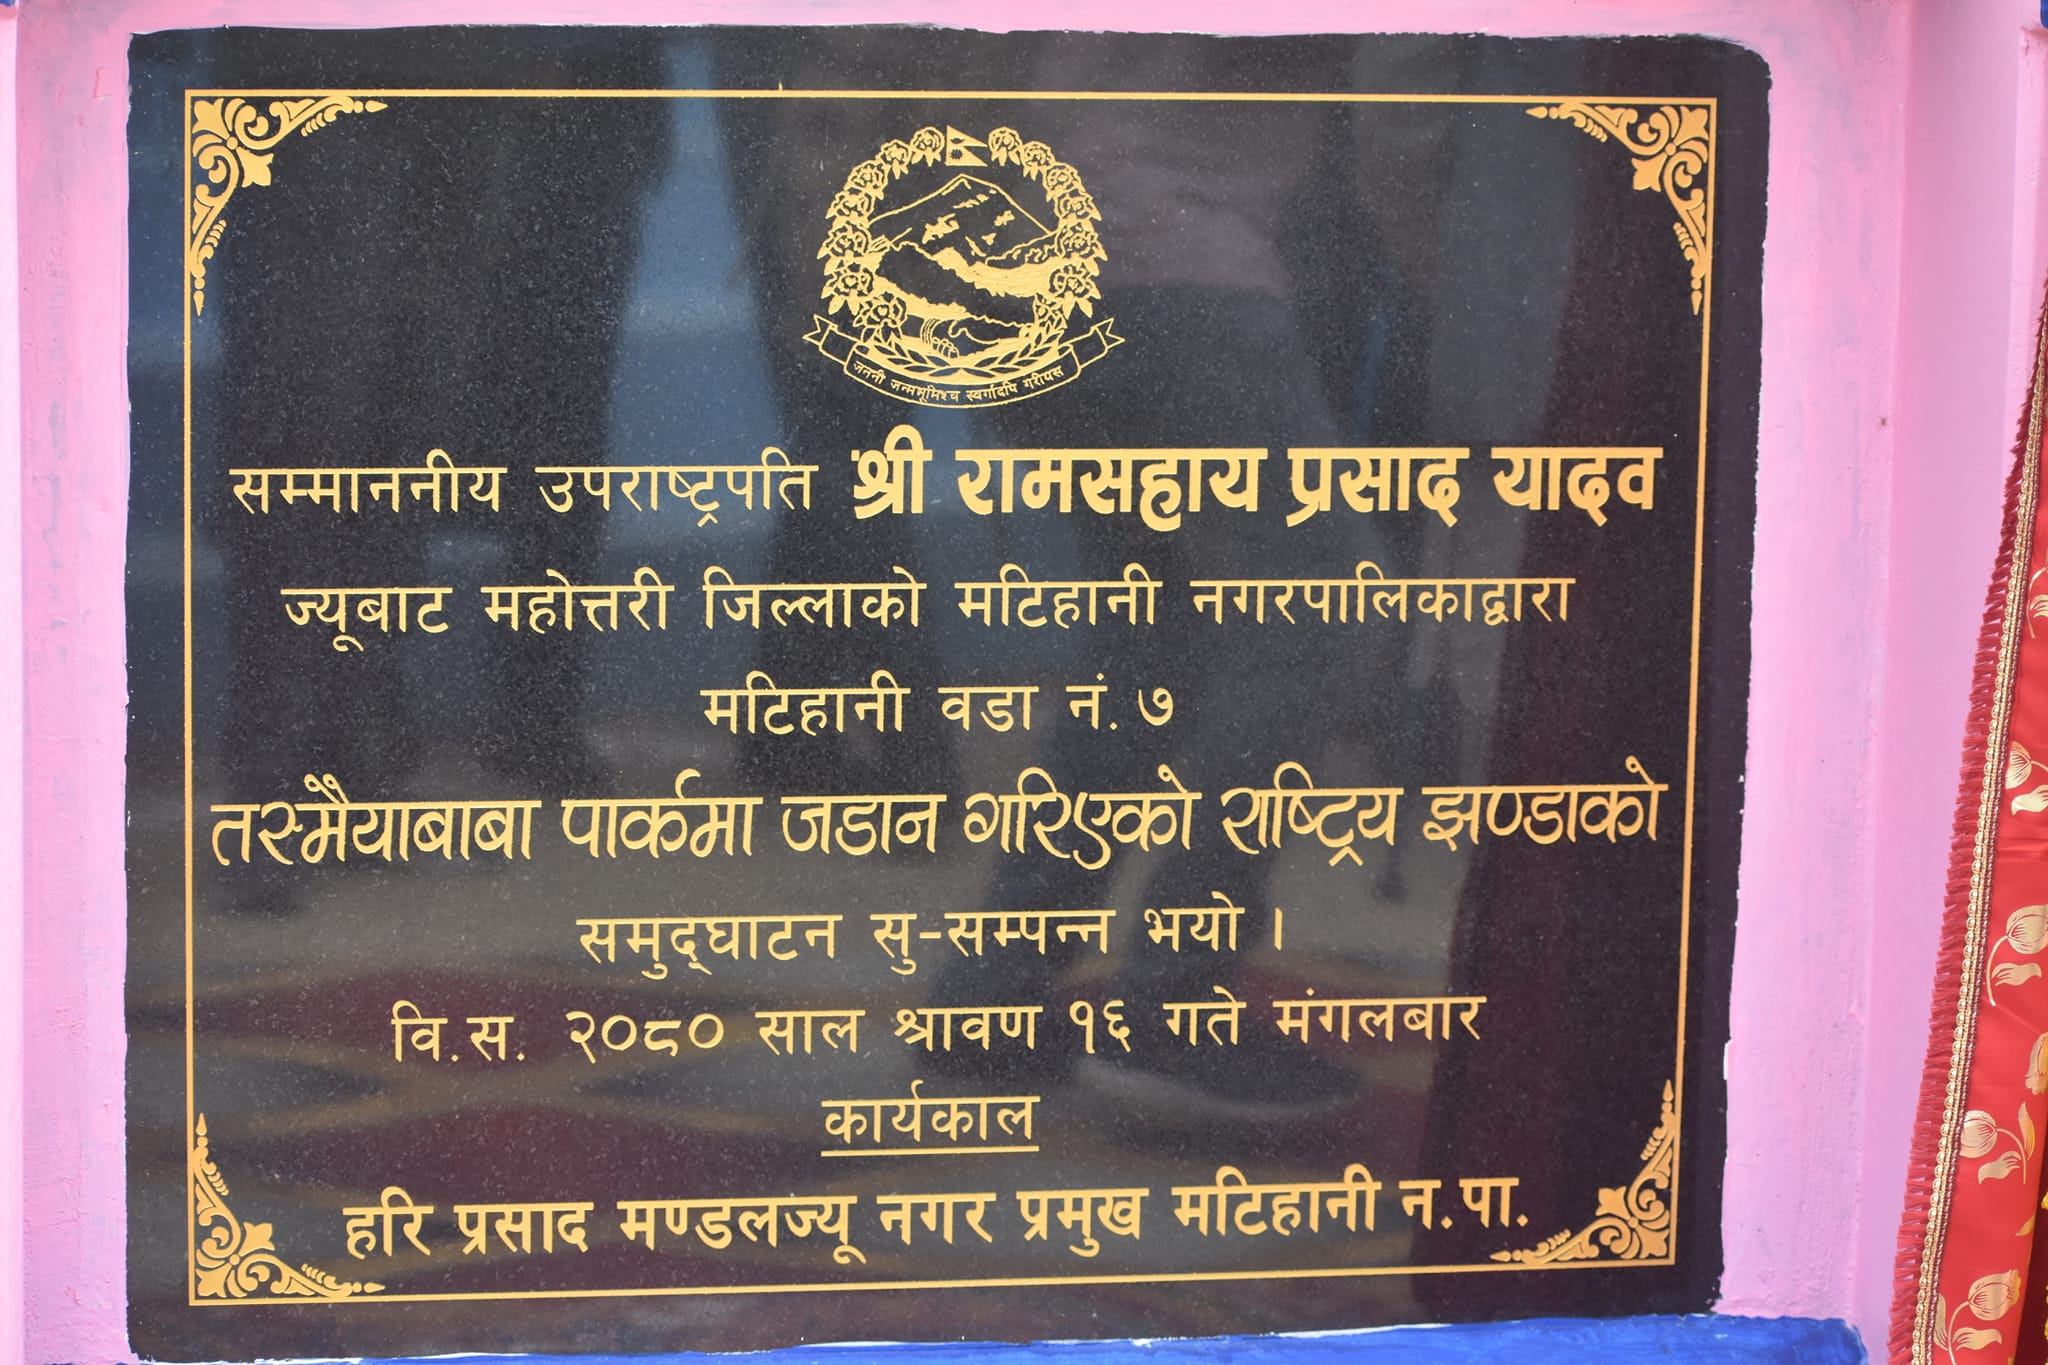 जननी जन्मभूमिश्च स्वर्गादपि गरीयस
सम्माननीय उपराष्ट्रपति श्री रामसहाय प्रसाद यादव
ज्यूबाट महोत्तरी जिल्लाको मटिहानी नगरपालिकाद्वारा
मटिहानी वडा नं. ७
तस्मैयाबाबा पार्कमा जडान गरिएको राष्ट्रिय झण्डाको
समुद्घाटन सु-सम्पन्न भयो ।
वि.स. २०८० साल श्रावण १६ गते मंगलबार
कार्यकाल
हरि प्रसाद मण्डलज्यू नगर प्रमुख मटिहानी न.पा.